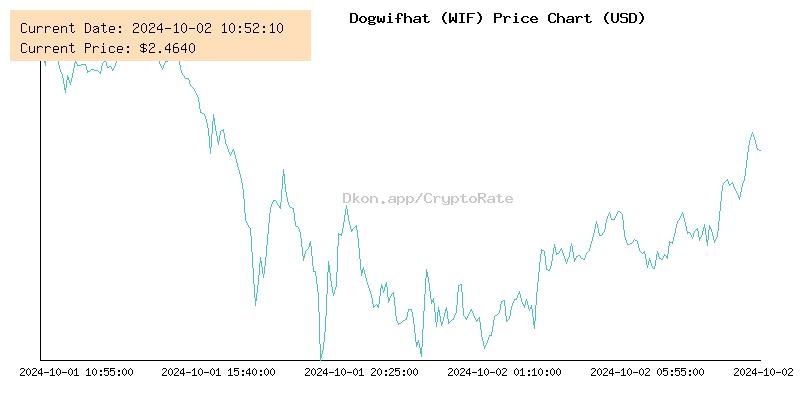 Dogwifhat (WIF) Price Chart (USD)
Current Date: 2024-10-02 10:52:10
Current Price: $2.4640
Dkon.app/CryptoRate
2024-10-01 10:55:00 2024-10-01 15:40:00 2024-10-01 20:25:00 2024-10-02 01:10:00 2024-10-02 05:55:00 2024-10-02